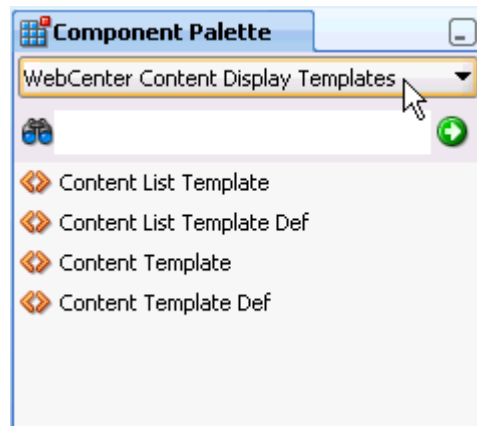 Component Palette
WebCenter Content Display Templates
Content List Template
Content List Template Def
Content Template
Content Template Def